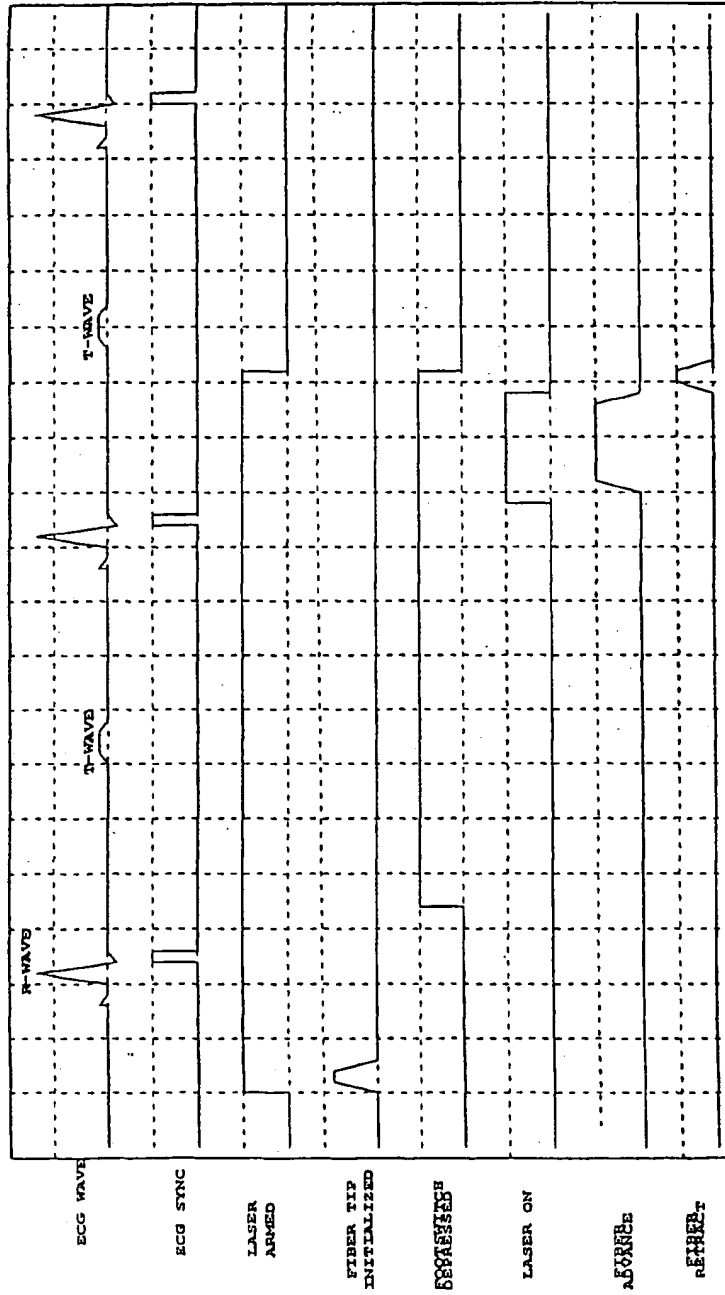 R-WAVE
T-WAVE
T-WAVE
ECG WAVE
ECG SYNC
LASER
ARMED
FIBER TIP
INITIALIZED
FOOTSWITCH
DEPRESSED
LASER ON
FIBER
ADVANCE
FIBER
RETRACT